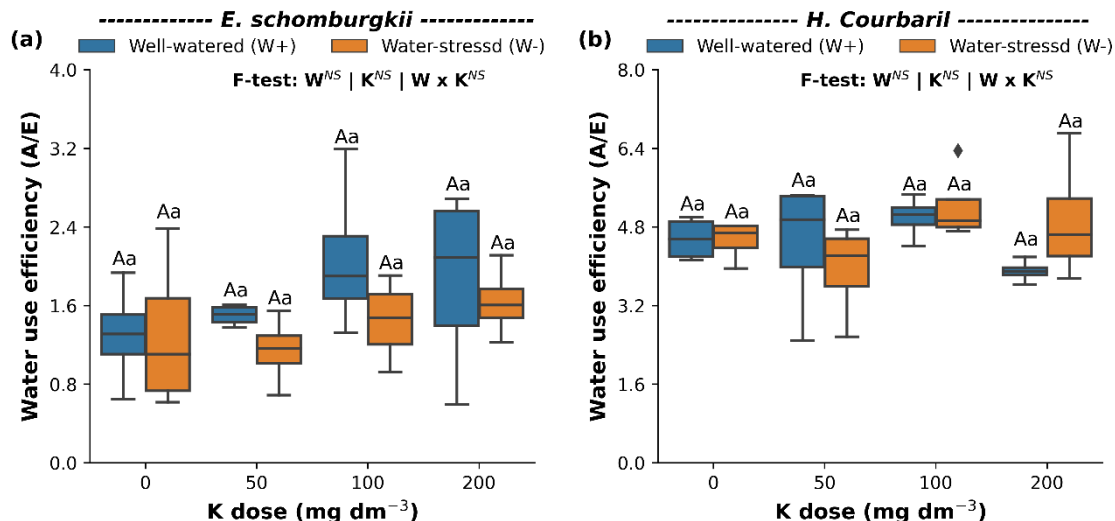 ----------- E. schomburgkii -----------
(a)
Well-watered (W+) Water-stressd (W-)
F-test: W^NS | K^NS | W x K^NS
Water use efficiency (A/E)
4.0
3.2
2.4
1.6
0.8
0.0
Aa Aa Aa Aa Aa Aa Aa Aa
0 50 100 200
K dose (mg dm⁻³)
-------------- H. Courbaril --------------
(b)
Well-watered (W+) Water-stressd (W-)
F-test: W^NS | K^NS | W x K^NS
Water use efficiency (A/E)
8.0
6.4
4.8
3.2
1.6
0.0
Aa Aa Aa Aa Aa Aa Aa Aa
0 50 100 200
K dose (mg dm⁻³)